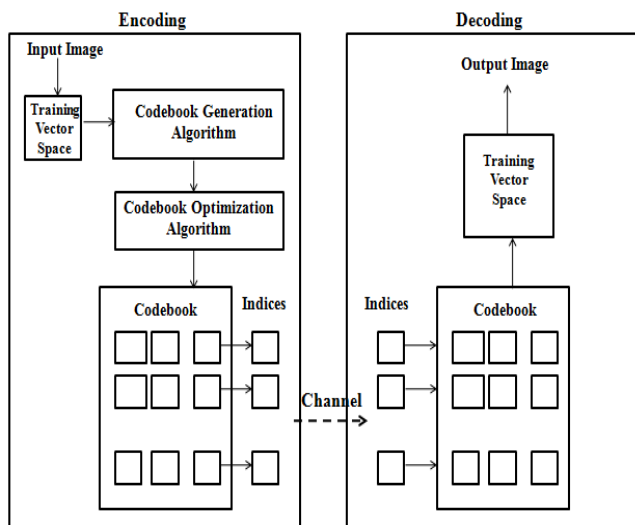 Encoding
Input Image
Training
Vector
Space
Codebook Generation
Algorithm
Codebook Optimization
Algorithm
Codebook
Indices
Channel
Decoding
Output Image
Training
Vector
Space
Indices
Codebook